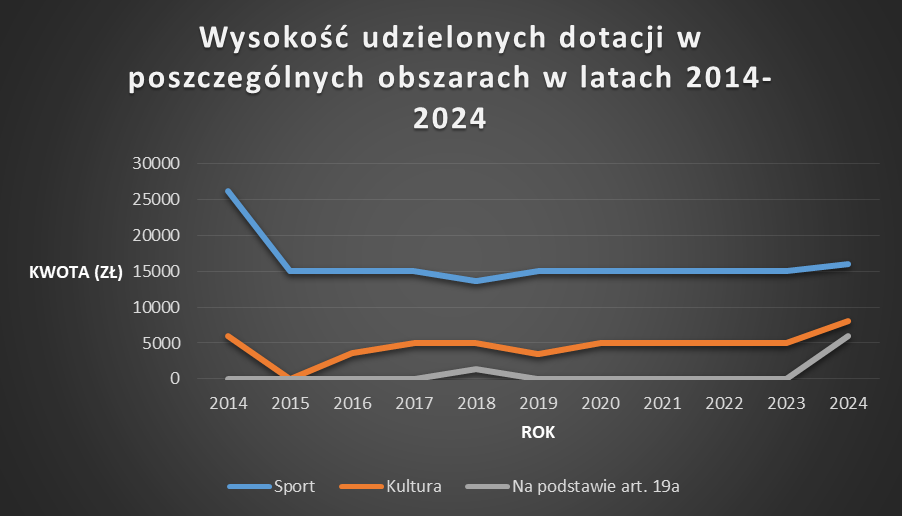 Wysokość udzielonych dotacji w
poszczególnych obszarach w latach 2014-
2024
30000
25000
20000
15000
10000
5000
0
KWOTA (ZŁ)
2014 2015 2016 2017 2018 2019 2020 2021 2022 2023 2024
ROK
Sport Kultura Na podstawie art. 19a